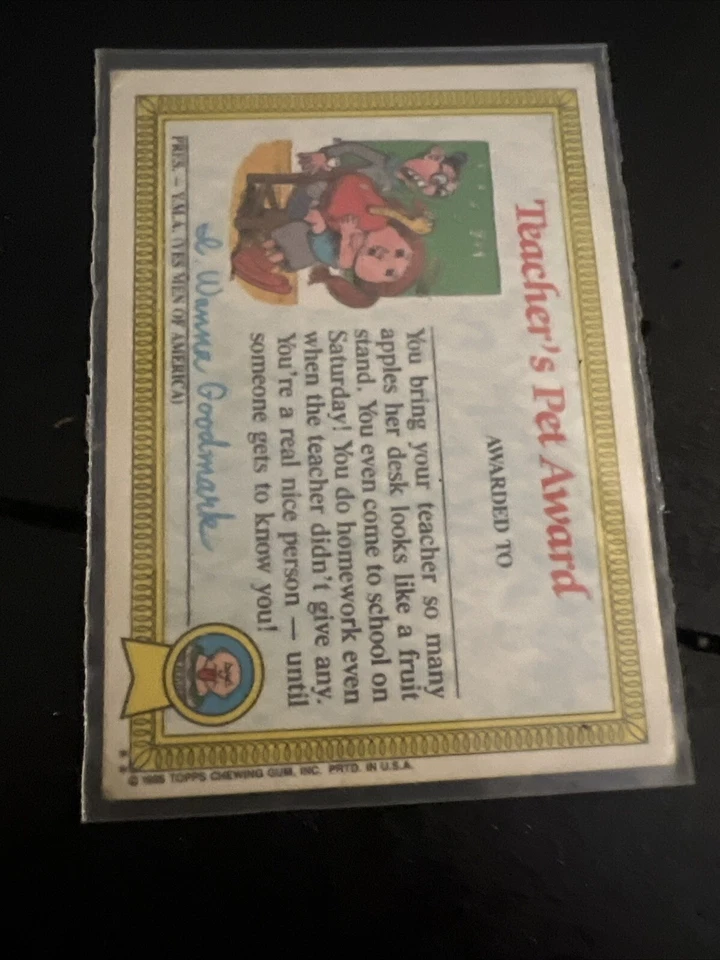 Teacher's Pet Award
AWARDED TO
You bring your teacher so many
apples her desk looks like a fruit
stand. You even come to school on
Saturday! You do homework even
when the teacher didn't give any.
You're a real nice person — until
someone gets to know you!
I. Wanna Goodmark
PRES. — Y.M.A. (YES MEN OF AMERICA)
** © 1985 TOPPS CHEWING GUM, INC. PRTD. IN U.S.A.